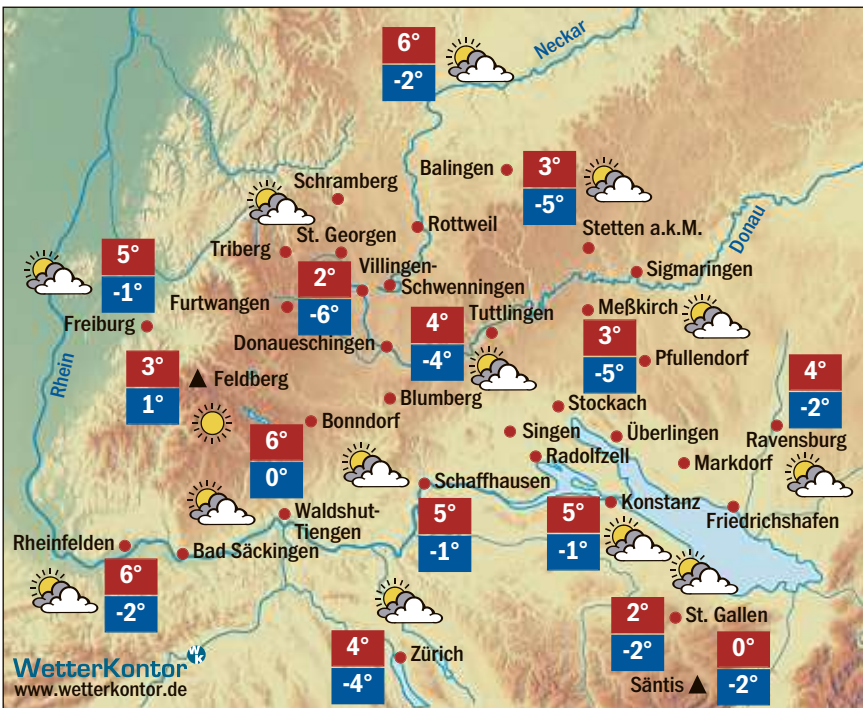 6°
-2°
Neckar
Balingen
3°
-5°
Schramberg
Stetten a.k.M.
Donau
Rottweil
Triberg
St. Georgen
5°
-1°
Freiburg
Villingen-
Schwenningen
2°
-6°
Sigmaringen
Furtwangen
Tuttlingen
4°
-4°
Meßkirch
3°
-5°
Donaueschingen
Pfullendorf
Rhein
3°
1°
Feldberg
4°
-2°
Ravensburg
Blumberg
Stockach
Bonndorf
6°
0°
Singen
Überlingen
Radolfzell
Markdorf
Schaffhausen
5°
-1°
Konstanz
5°
-1°
Friedrichshafen
Waldshut-
Tiengen
Rheinfelden
Bad Säckingen
6°
-2°
St. Gallen
2°
-2°
Zürich
4°
-4°
Säntis
0°
-2°
WetterKontor
wk
www.wetterkontor.de